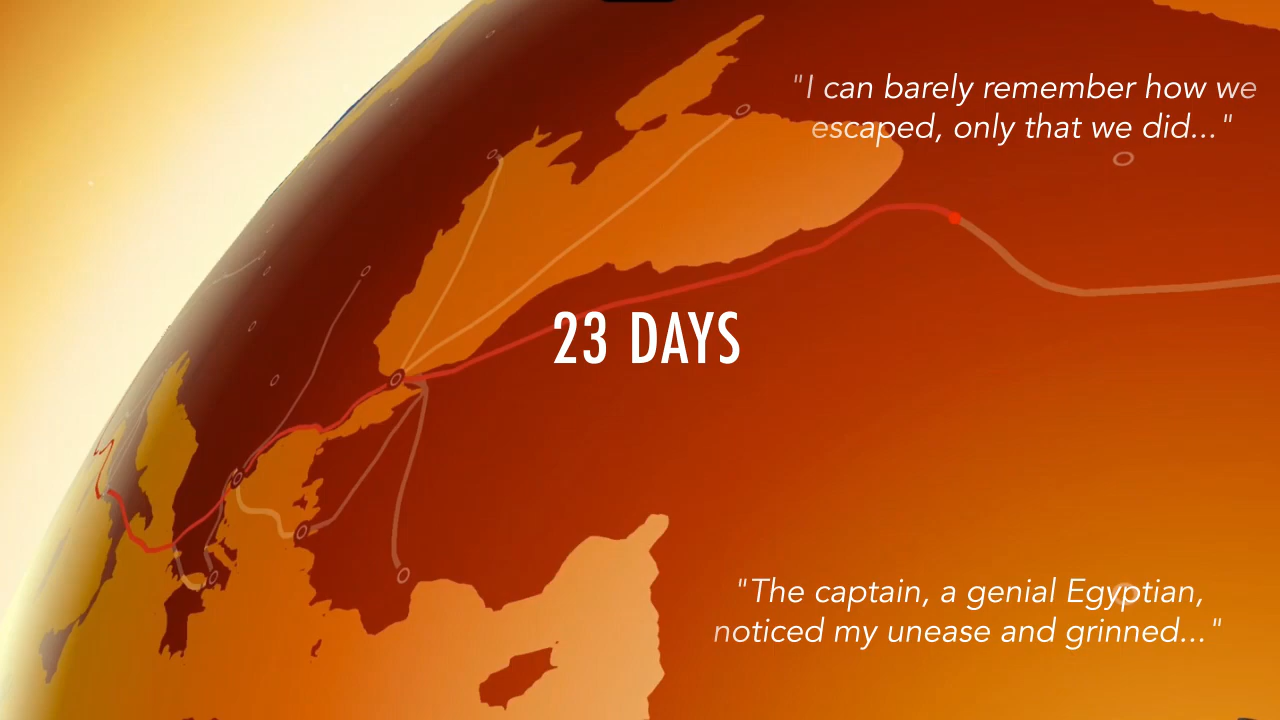 "I can barely remember how we
escaped, only that we did..."
23 DAYS
"The captain, a genial Egyptian,
noticed my unease and grinned..."